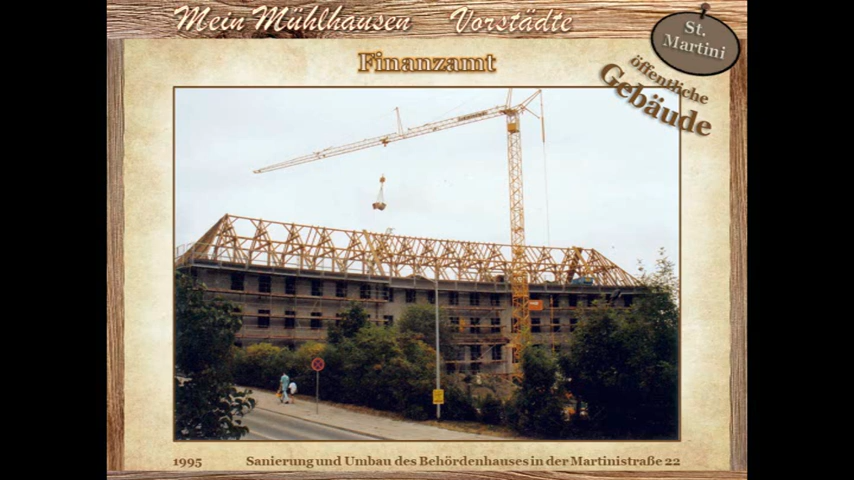 Mein Mühlhausen Vorstädte
St.
Martini
Finanzamt
öffentliche
Gebäude
1995 Sanierung und Umbau des Behördenhauses in der Martinistraße 22